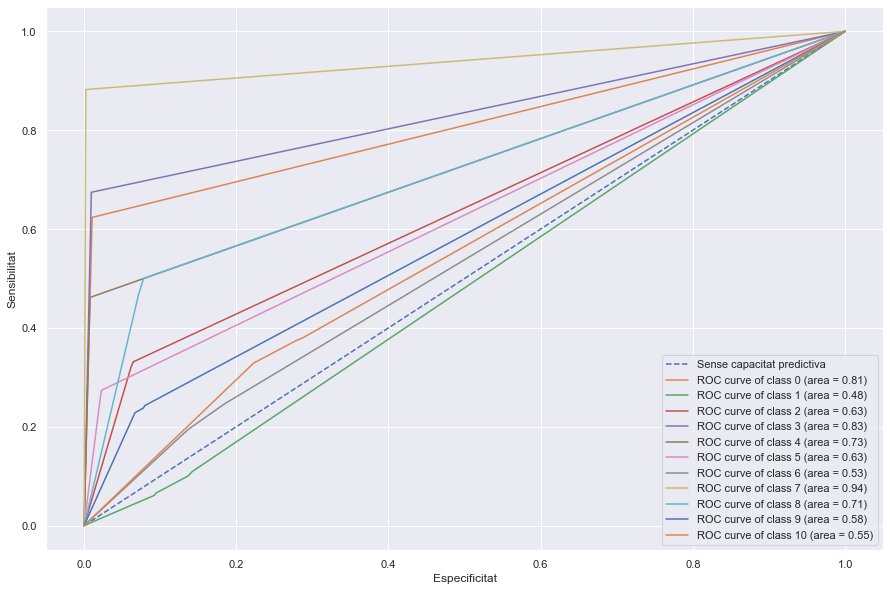 1.0
0.8
0.6
0.4
0.2
0.0
Sensibilitat
0.0 0.2 0.4 0.6 0.8 1.0
Especificitat
Sense capacitat predictiva
ROC curve of class 0 (area = 0.81)
ROC curve of class 1 (area = 0.48)
ROC curve of class 2 (area = 0.63)
ROC curve of class 3 (area = 0.83)
ROC curve of class 4 (area = 0.73)
ROC curve of class 5 (area = 0.63)
ROC curve of class 6 (area = 0.53)
ROC curve of class 7 (area = 0.94)
ROC curve of class 8 (area = 0.71)
ROC curve of class 9 (area = 0.58)
ROC curve of class 10 (area = 0.55)